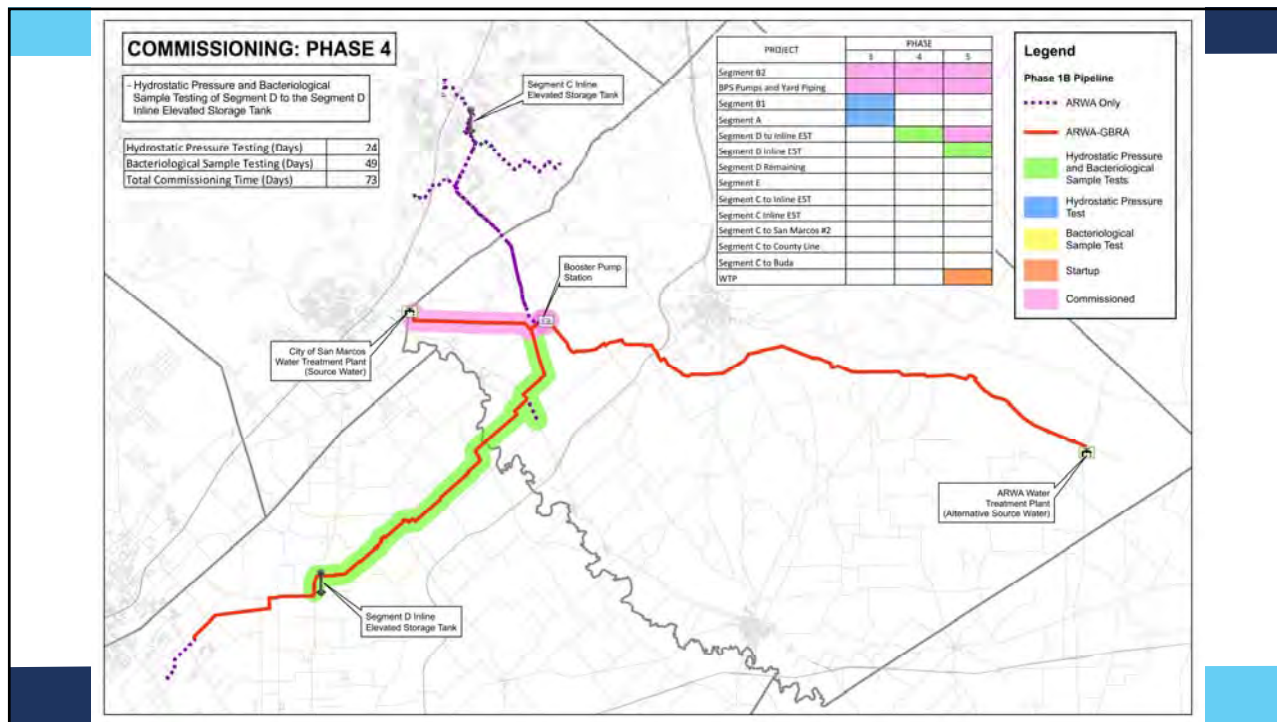 COMMISSIONING: PHASE 4
- Hydrostatic Pressure and Bacteriological
Sample Testing of Segment D to the Segment D
Inline Elevated Storage Tank
Hydrostatic Pressure Testing (Days) 24
Bacteriological Sample Testing (Days) 49
Total Commissioning Time (Days) 73
Segment C Inline
Elevated Storage Tank
Booster Pump
Station
City of San Marcos
Water Treatment Plant
(Source Water)
Segment D Inline
Elevated Storage Tank
ARWA Water
Treatment Plant
(Alternative Source Water)
PROJECT PHASE
3 4 5
Segment B2
BPS Pumps and Yard Piping
Segment B1
Segment A
Segment D to Inline EST
Segment D Inline EST
Segment D Remaining
Segment E
Segment C to Inline EST
Segment C Inline EST
Segment C to San Marcos #2
Segment C to County Line
Segment C to Buda
WTP
Legend
Phase 1B Pipeline
ARWA Only
ARWA-GBRA
Hydrostatic Pressure
and Bacteriological
Sample Tests
Hydrostatic Pressure
Test
Bacteriological
Sample Test
Startup
Commissioned